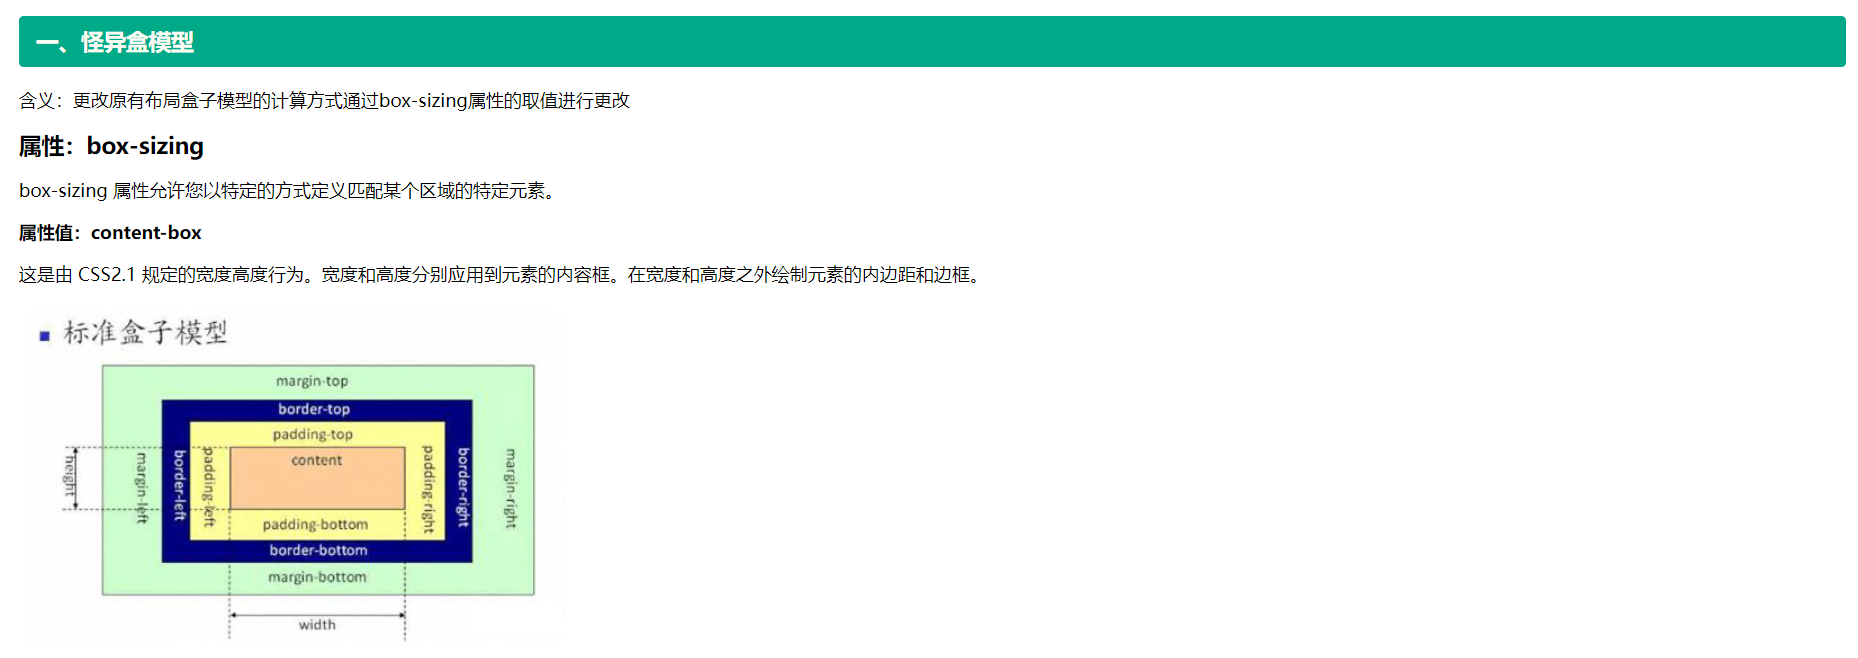 一、怪异盒模型
含义：更改原有布局盒子模型的计算方式通过box-sizing属性的取值进行更改
属性：box-sizing
box-sizing 属性允许您以特定的方式定义匹配某个区域的特定元素。
属性值：content-box
这是由 CSS2.1 规定的宽度高度行为。宽度和高度分别应用到元素的内容框。在宽度和高度之外绘制元素的内边距和边框。
标准盒子模型
margin-top
border-top
padding-top
content
height
margin-left
border-left
padding-left
padding-right
border-right
margin-right
padding-bottom
border-bottom
margin-bottom
width